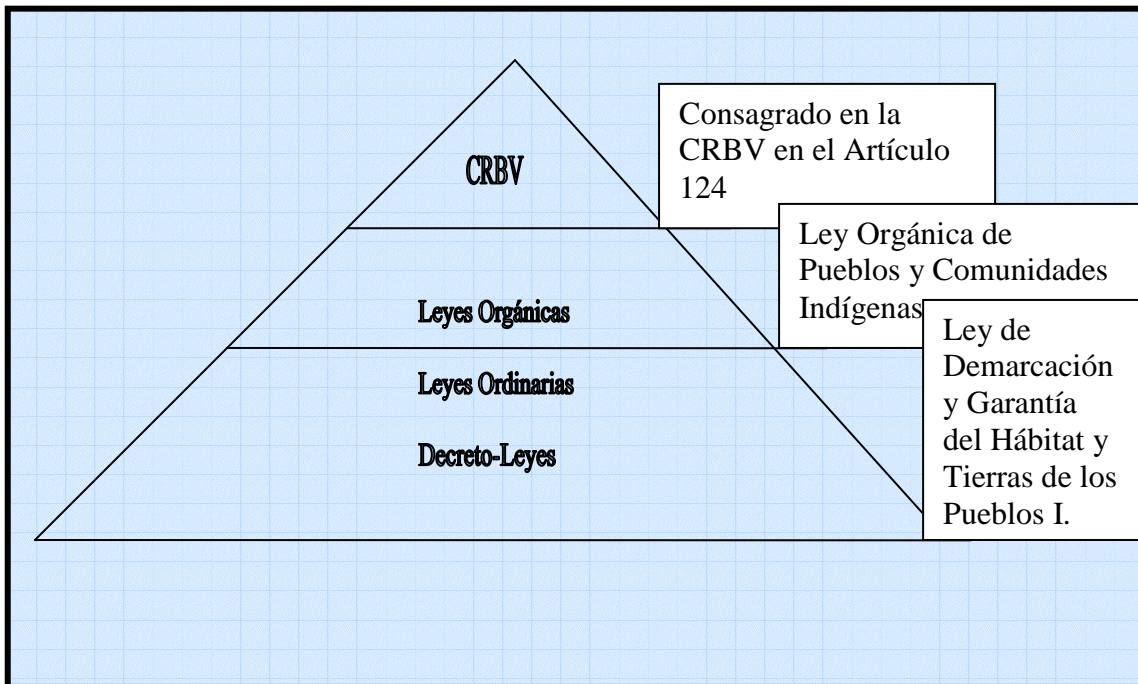 CRBV
Consagrado en la
CRBV en el Artículo
124
Leyes Orgánicas
Ley Orgánica de
Pueblos y Comunidades
Indígenas
Leyes Ordinarias
Decreto-Leyes
Ley de
Demarcación
y Garantía
del Hábitat y
Tierras de los
Pueblos I.